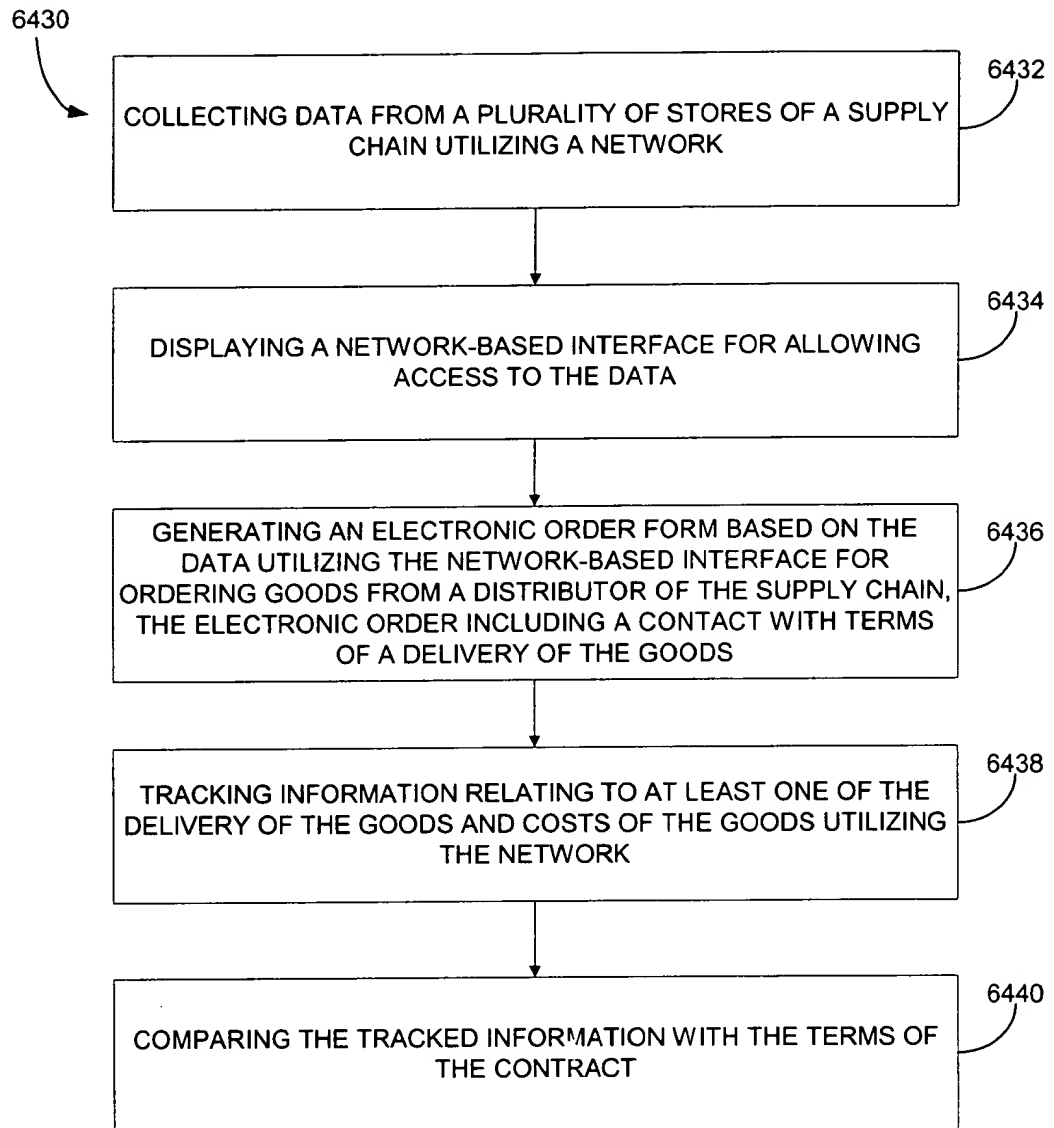 6430
6432
COLLECTING DATA FROM A PLURALITY OF STORES OF A SUPPLY
CHAIN UTILIZING A NETWORK
6434
DISPLAYING A NETWORK-BASED INTERFACE FOR ALLOWING
ACCESS TO THE DATA
6436
GENERATING AN ELECTRONIC ORDER FORM BASED ON THE
DATA UTILIZING THE NETWORK-BASED INTERFACE FOR
ORDERING GOODS FROM A DISTRIBUTOR OF THE SUPPLY CHAIN,
THE ELECTRONIC ORDER INCLUDING A CONTACT WITH TERMS
OF A DELIVERY OF THE GOODS
6438
TRACKING INFORMATION RELATING TO AT LEAST ONE OF THE
DELIVERY OF THE GOODS AND COSTS OF THE GOODS UTILIZING
THE NETWORK
6440
COMPARING THE TRACKED INFORMATION WITH THE TERMS OF
THE CONTRACT